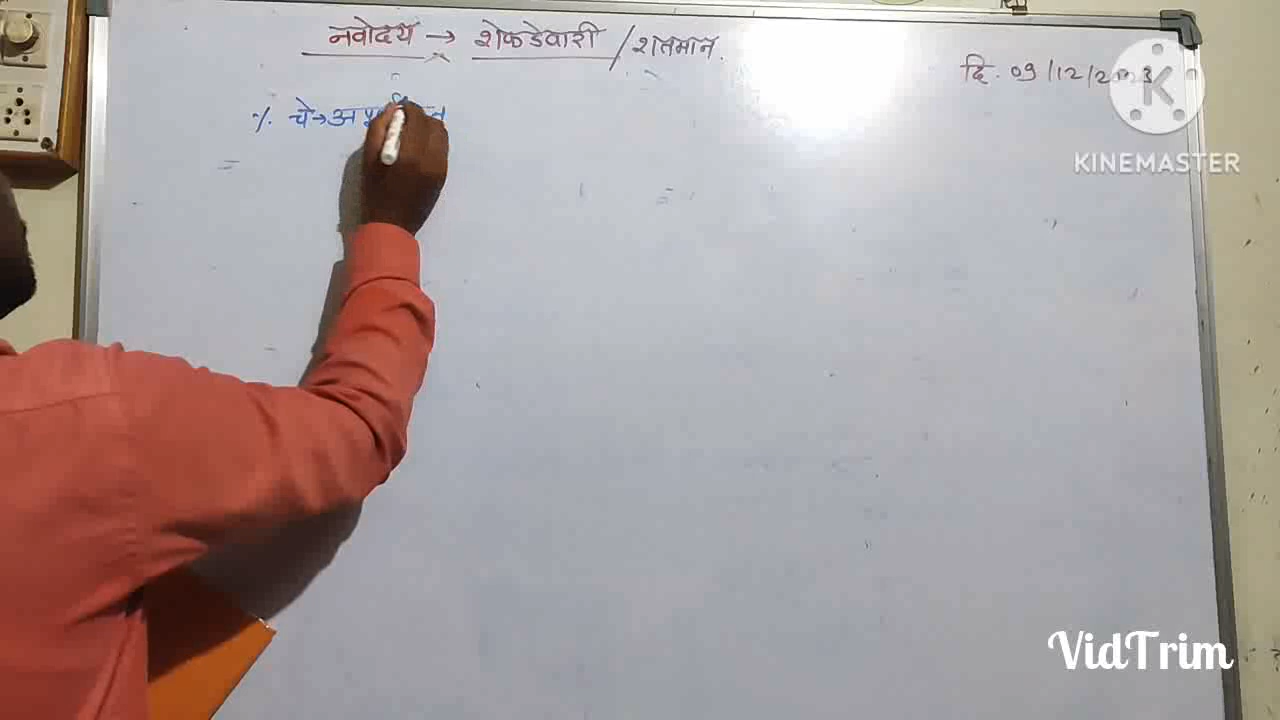 नवोदय → शेकडेवारी / शतमान.
दि. 09/12/2023
% चे →
KINEMASTER
VidTrim